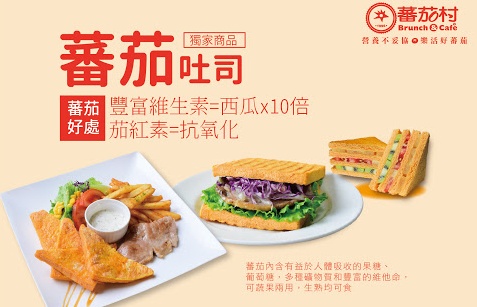 蕃茄村
Brunch & Café
營養不妥協 樂活好蕃茄
獨家商品
蕃茄吐司
蕃茄好處
豐富維生素=西瓜x10倍
茄紅素=抗氧化
蕃茄內含有益於人體吸收的果糖，
葡萄糖，多種礦物質和豐富的維他命，
可蔬果兩用，生熟均可食